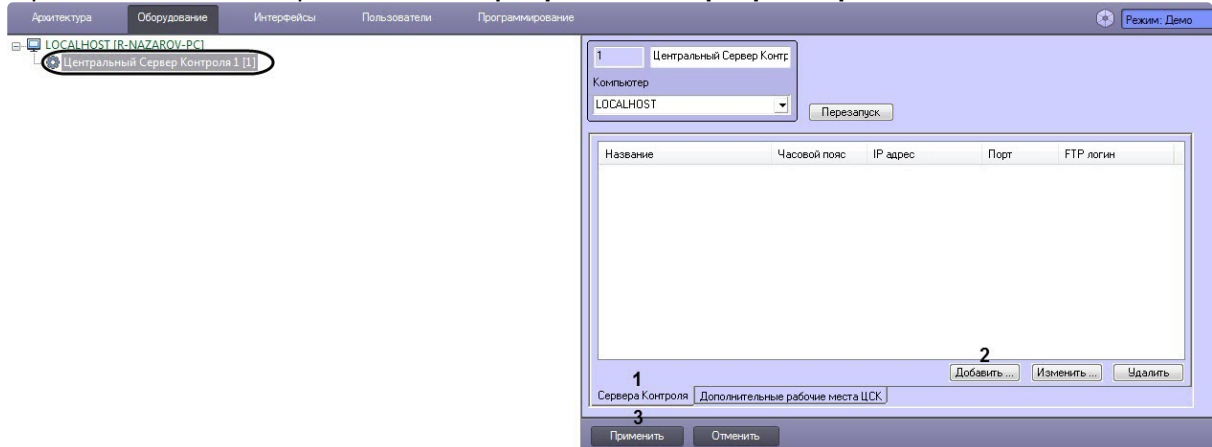 Архитектура Оборудование Интерфейсы Пользователи Программирование Режим: Демо
LOCALHOST [R-NAZAROV-PC]
Центральный Сервер Контроля 1 [1]
1 Центральный Сервер Контр
Компьютер
LOCALHOST
Перезапуск
Название Часовой пояс IP адрес Порт FTP логин
2
Добавить ... Изменить ... Удалить
1
Сервера Контроля Дополнительные рабочие места ЦСК
3
Применить Отменить